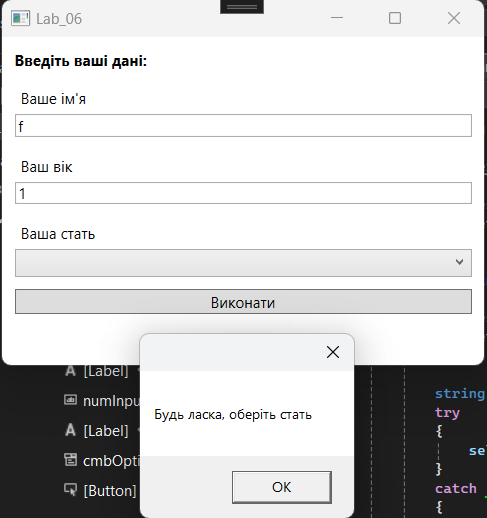 Lab_06
Введіть ваші дані:
Ваше ім'я
f
Ваш вік
1
Ваша стать
Виконати
Будь ласка, оберіть стать
OK
[Label]
numInpu
[Label]
cmbOpti
[Button]
string
try
{
se
}
catch
{